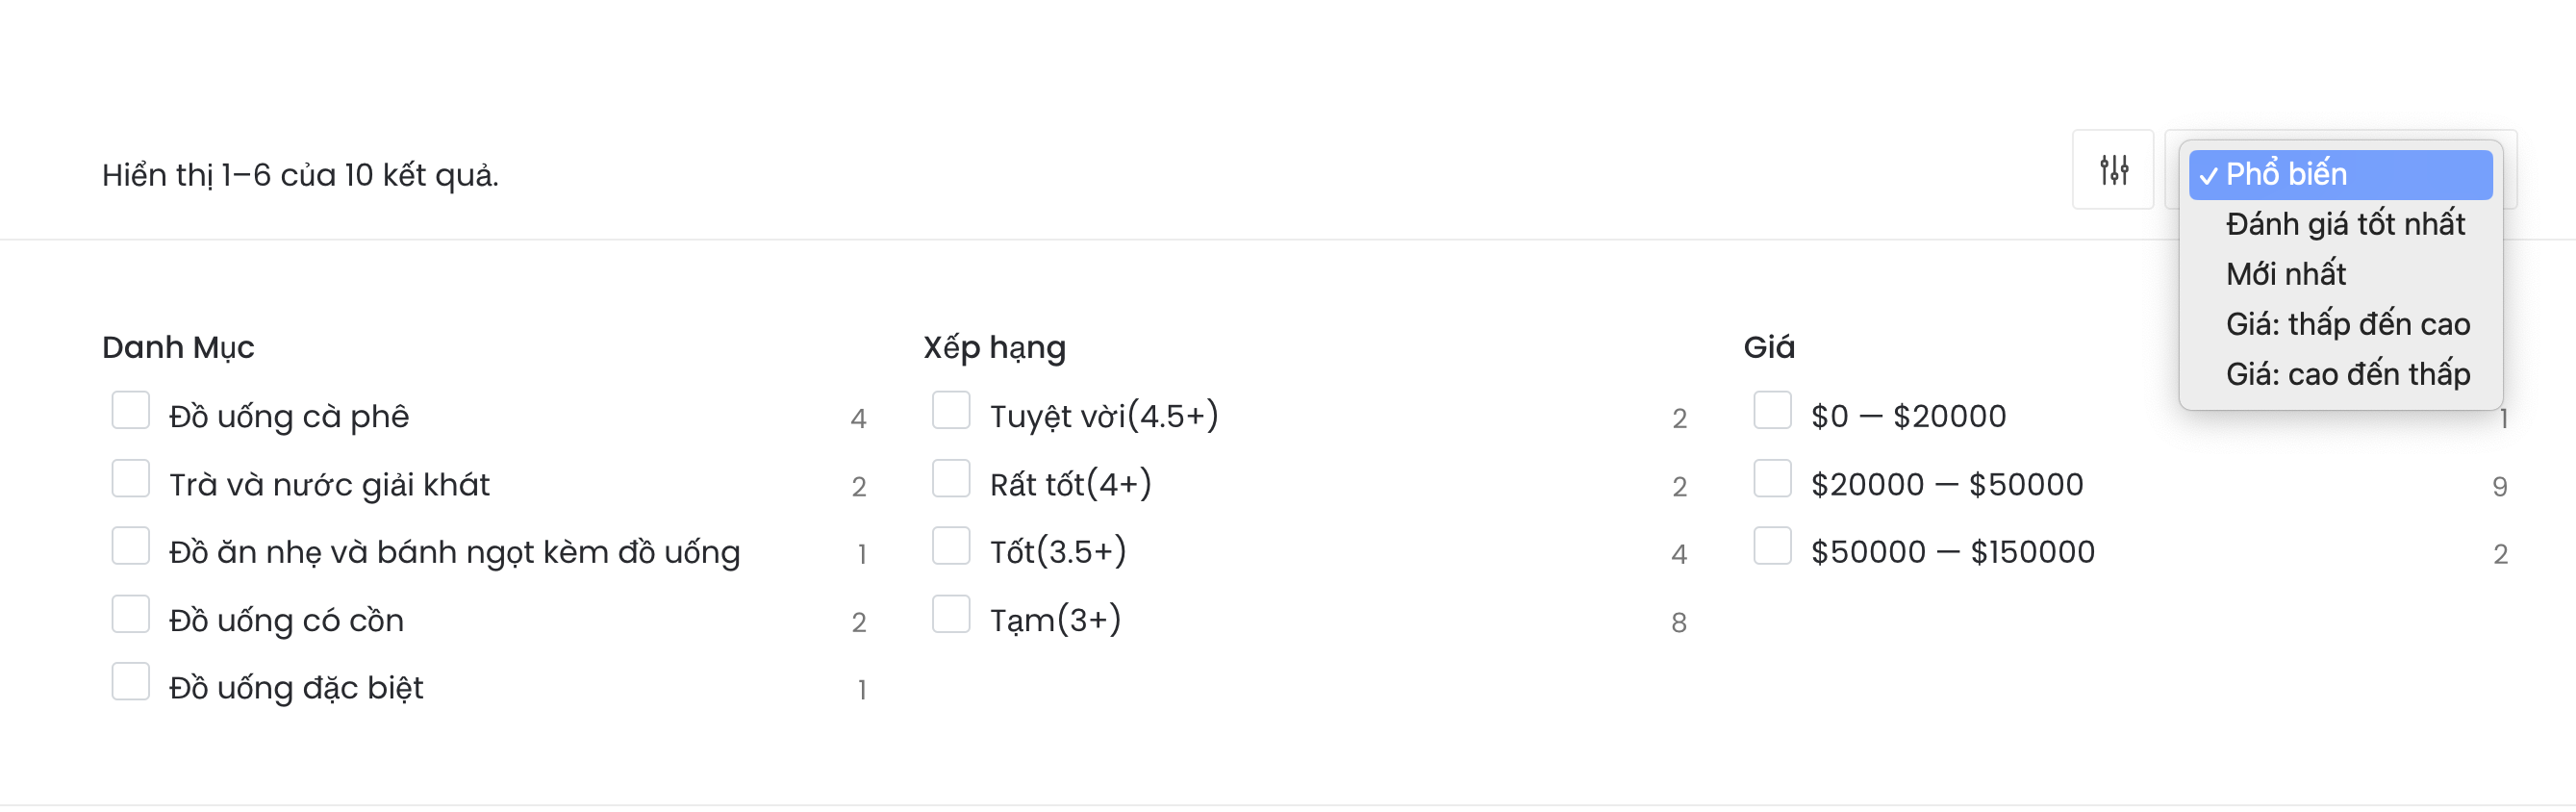 Hiển thị 1–6 của 10 kết quả.
✓ Phổ biến
Đánh giá tốt nhất
Mới nhất
Giá: thấp đến cao
Giá: cao đến thấp
Danh Mục
Đồ uống cà phê 4
Trà và nước giải khát 2
Đồ ăn nhẹ và bánh ngọt kèm đồ uống 1
Đồ uống có cồn 2
Đồ uống đặc biệt 1
Xếp hạng
Tuyệt vời(4.5+) 2
Rất tốt(4+) 2
Tốt(3.5+) 4
Tạm(3+) 8
Giá
$0 — $20000 1
$20000 — $50000 9
$50000 — $150000 2